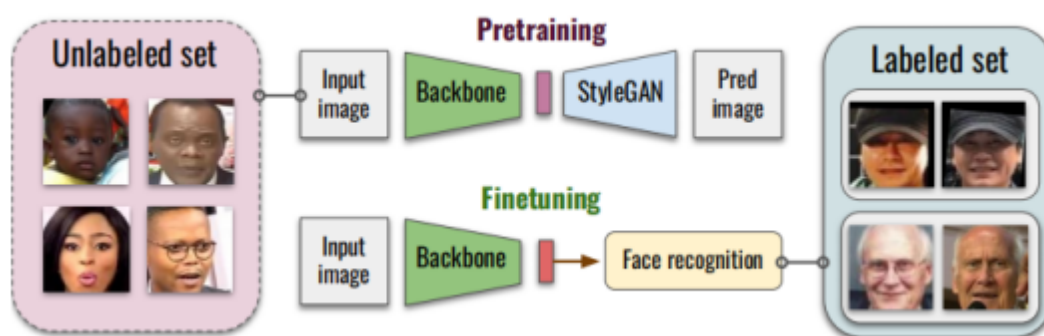 Unlabeled set
Pretraining
Input
image
Backbone
StyleGAN
Pred
image
Labeled set
Finetuning
Input
image
Backbone
Face recognition